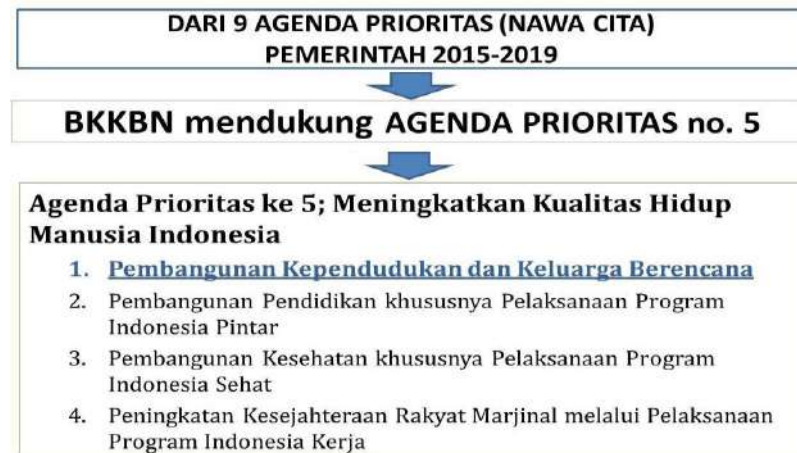 DARI 9 AGENDA PRIORITAS (NAWA CITA)
PEMERINTAH 2015-2019
BKKBN mendukung AGENDA PRIORITAS no. 5
Agenda Prioritas ke 5; Meningkatkan Kualitas Hidup
Manusia Indonesia
1. Pembangunan Kependudukan dan Keluarga Berencana
2. Pembangunan Pendidikan khususnya Pelaksanaan Program
Indonesia Pintar
3. Pembangunan Kesehatan khususnya Pelaksanaan Program
Indonesia Sehat
4. Peningkatan Kesejahteraan Rakyat Marjinal melalui Pelaksanaan
Program Indonesia Kerja